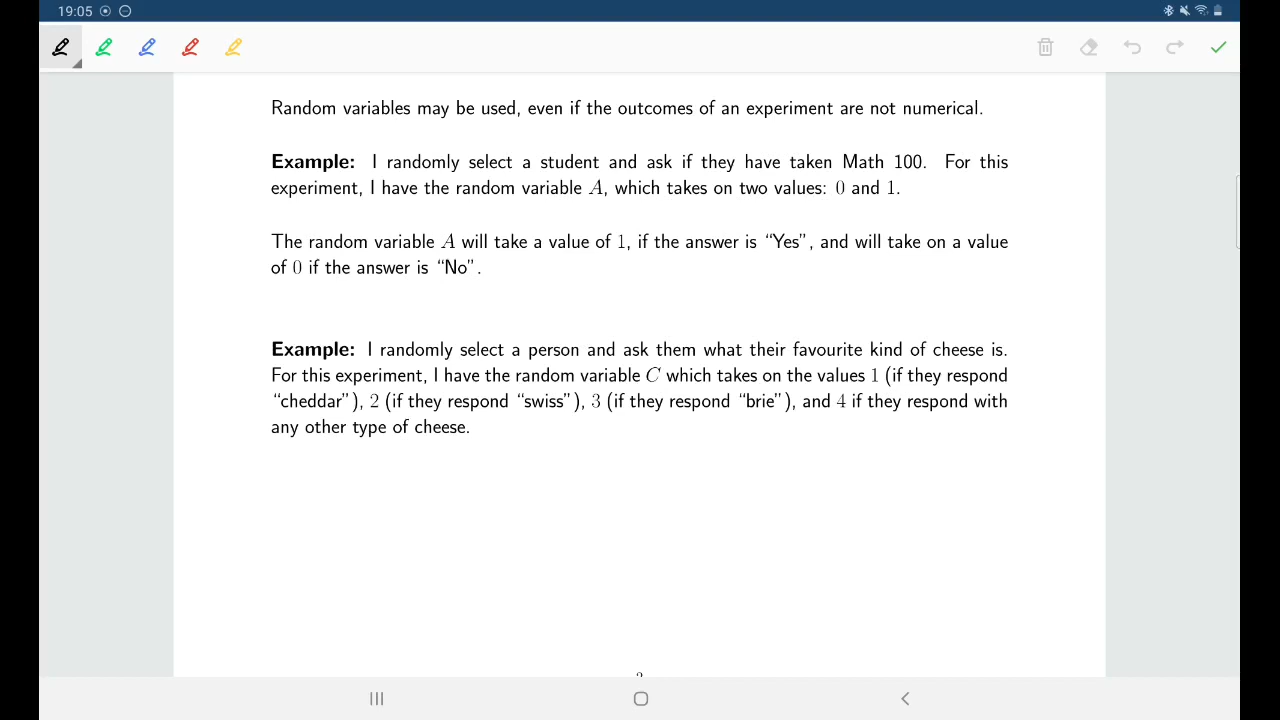 19:05
Random variables may be used, even if the outcomes of an experiment are not numerical.
Example: I randomly select a student and ask if they have taken Math 100. For this
experiment, I have the random variable A, which takes on two values: 0 and 1.
The random variable A will take a value of 1, if the answer is “Yes”, and will take on a value
of 0 if the answer is “No”.
Example: I randomly select a person and ask them what their favourite kind of cheese is.
For this experiment, I have the random variable C which takes on the values 1 (if they respond
“cheddar”), 2 (if they respond “swiss”), 3 (if they respond “brie”), and 4 if they respond with
any other type of cheese.